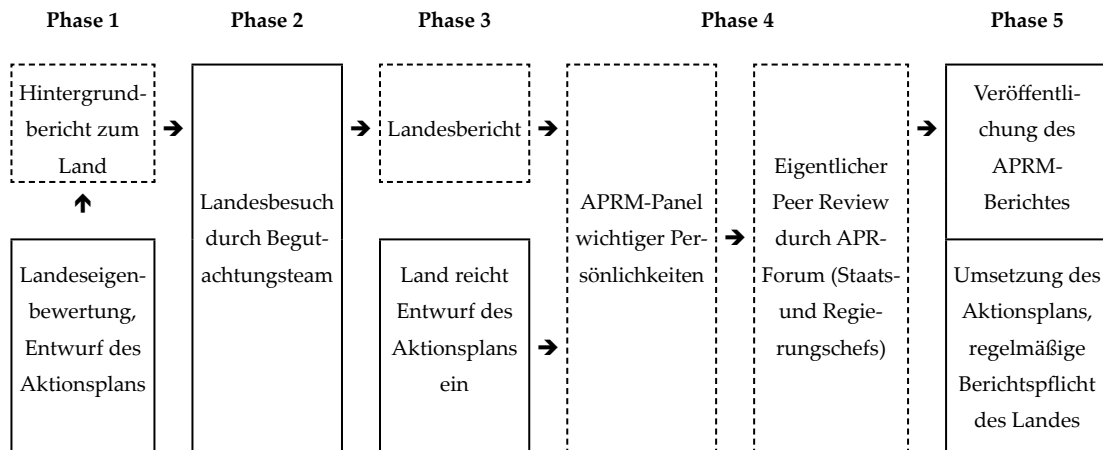 Phase 1
Phase 2
Phase 3
Phase 4
Phase 5
Hintergrund-
bericht zum
Land
➔
Landeseigen-
bewertung,
Entwurf des
Aktionsplans
➔
Landesbesuch
durch Begut-
achtungsteam
➔
Landesbericht
➔
Land reicht
Entwurf des
Aktionsplans
ein
➔
APRM-Panel
wichtiger Per-
sönlichkeiten
➔
Eigentlicher
Peer Review
durch APR-
Forum (Staats-
und Regie-
rungschefs)
➔
Veröffentli-
chung des
APRM-
Berichtes
Umsetzung des
Aktionsplans,
regelmäßige
Berichtspflicht
des Landes